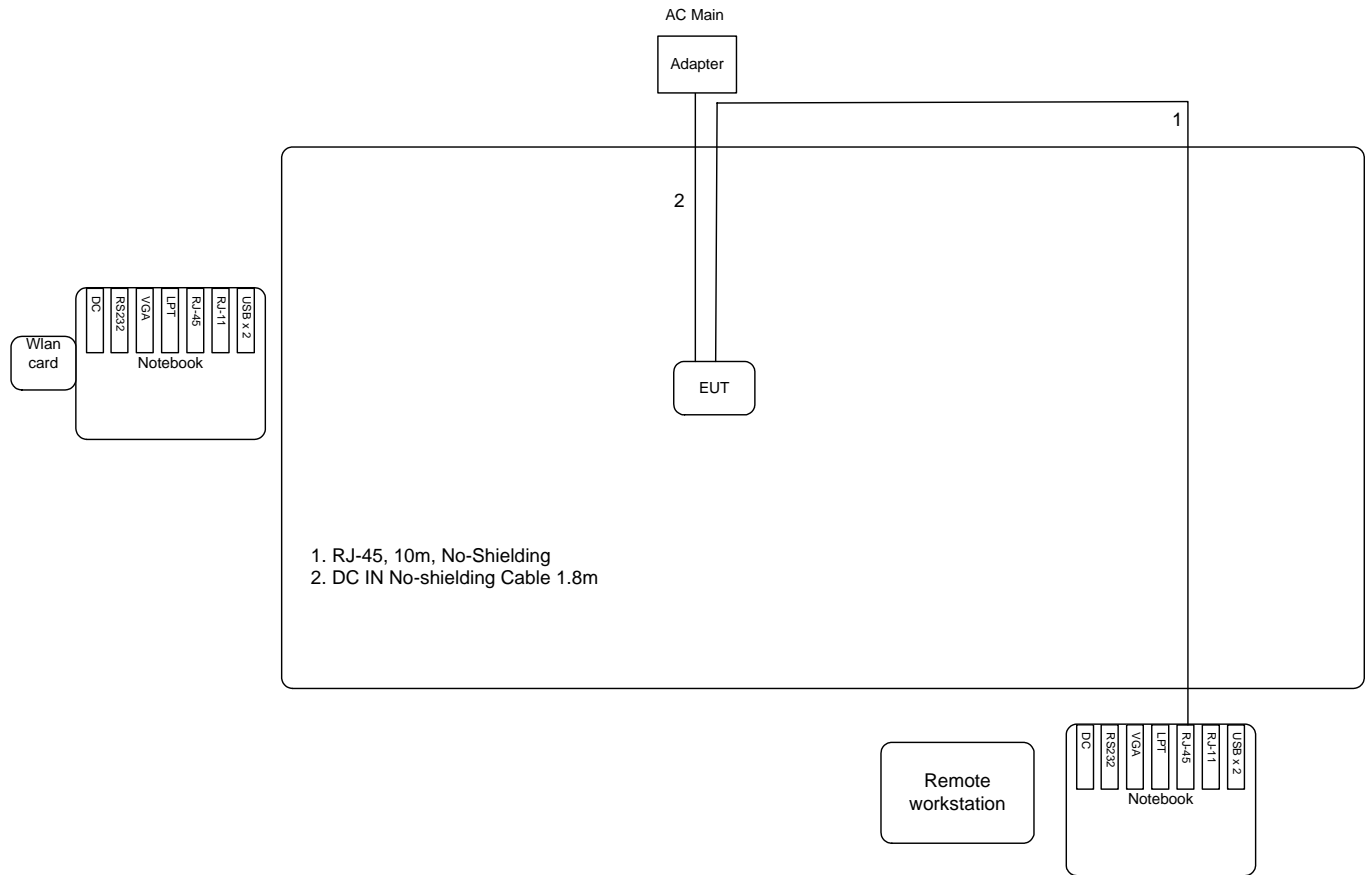 AC Main
Adapter
1
2
DC
RS232
VGA
LPT
RJ-45
RJ-11
USB x 2
Wlan
card
Notebook
EUT
1. RJ-45, 10m, No-Shielding
2. DC IN No-shielding Cable 1.8m
DC
RS232
VGA
LPT
RJ-45
RJ-11
USB x 2
Remote
workstation
Notebook